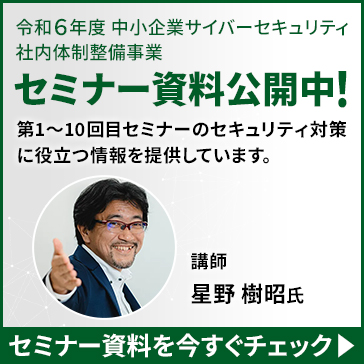 令和6年度 中小企業サイバーセキュリティ
社内体制整備事業
セミナー資料公開中!
第1～10回目セミナーのセキュリティ対策
に役立つ情報を提供しています。
講師
星野 樹昭氏
セミナー資料を今すぐチェック▶